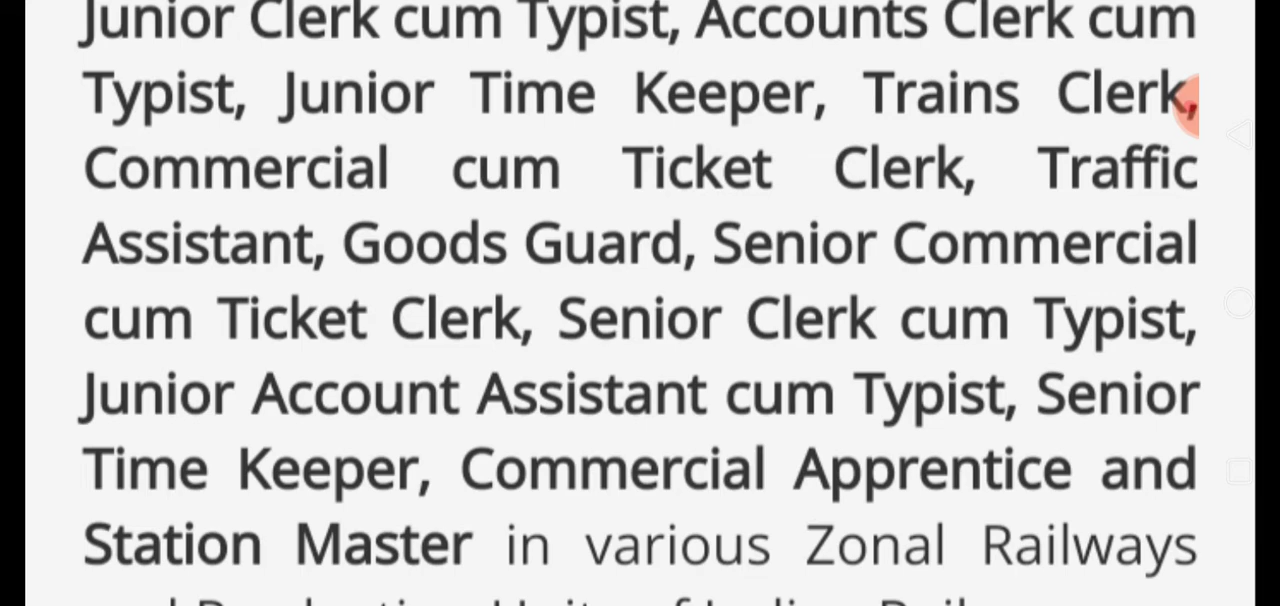 Junior Clerk cum Typist, Accounts Clerk cum
Typist, Junior Time Keeper, Trains Clerk,
Commercial cum Ticket Clerk, Traffic
Assistant, Goods Guard, Senior Commercial
cum Ticket Clerk, Senior Clerk cum Typist,
Junior Account Assistant cum Typist, Senior
Time Keeper, Commercial Apprentice and
Station Master in various Zonal Railways